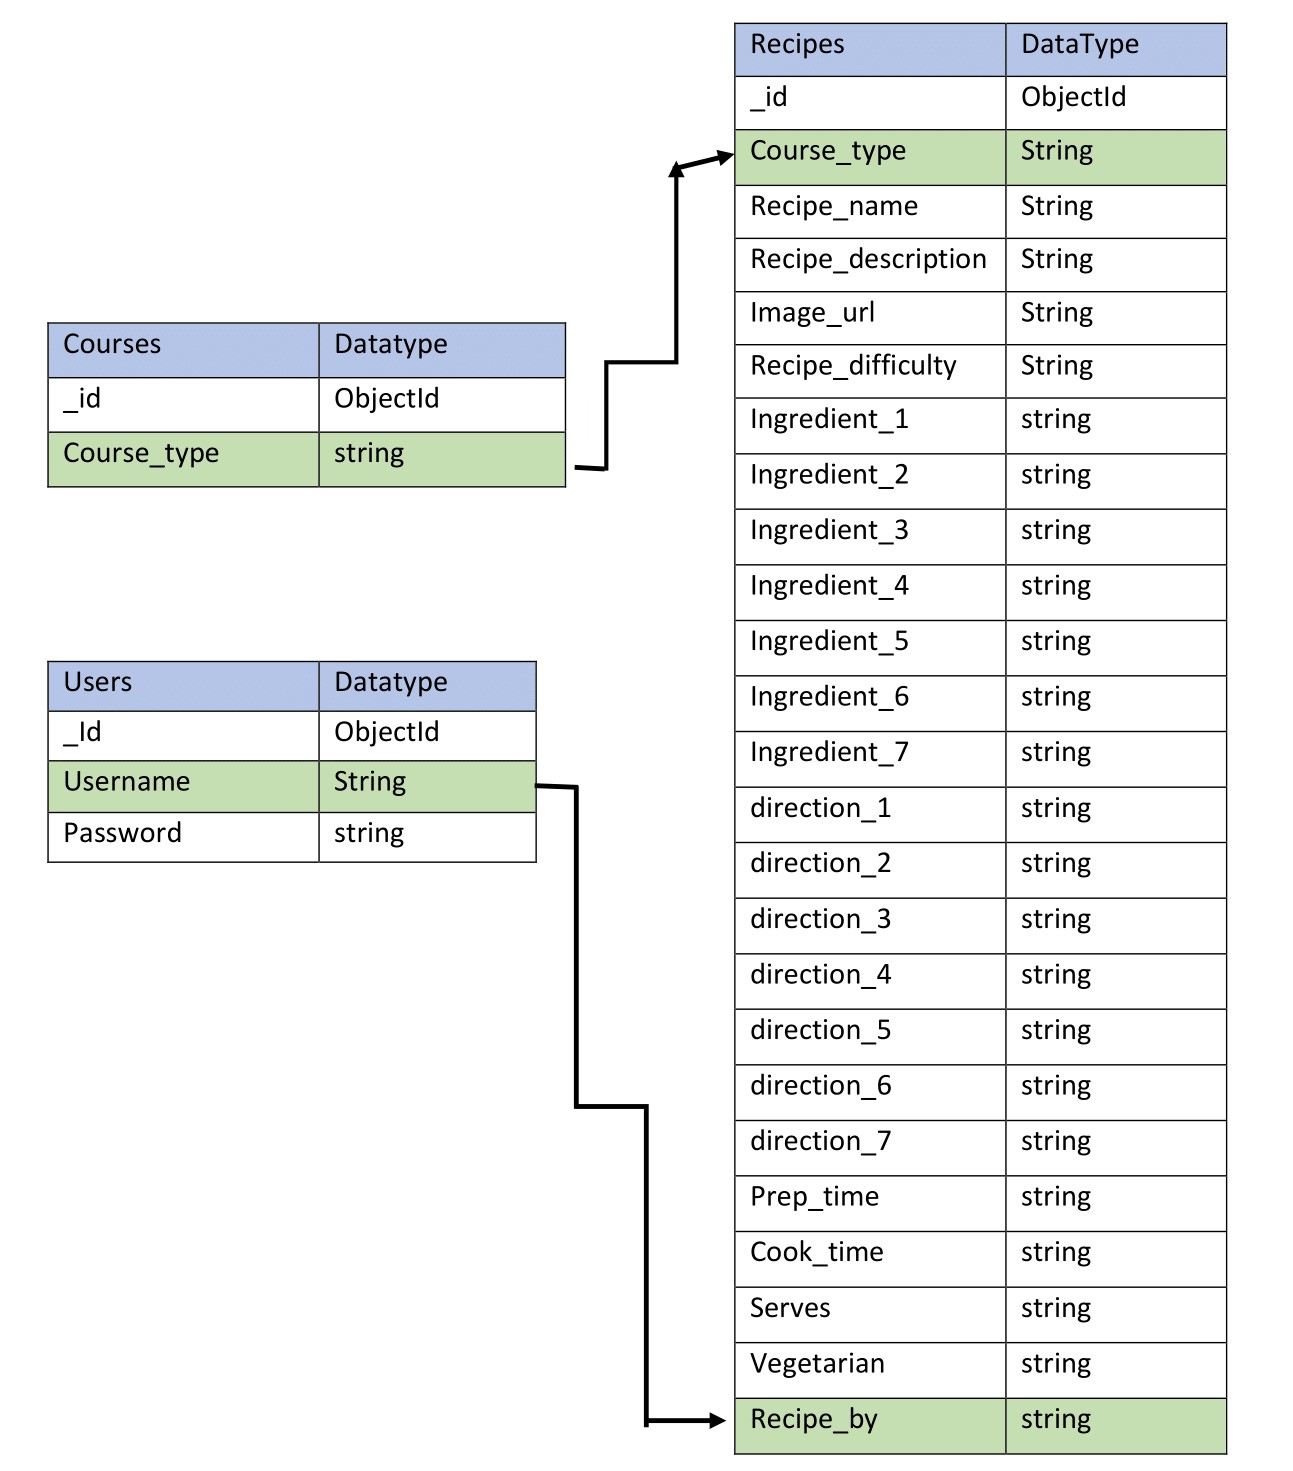 Recipes DataType
_id ObjectId
Course_type String
Recipe_name String
Recipe_description String
Image_url String
Recipe_difficulty String
Ingredient_1 string
Ingredient_2 string
Ingredient_3 string
Ingredient_4 string
Ingredient_5 string
Ingredient_6 string
Ingredient_7 string
direction_1 string
direction_2 string
direction_3 string
direction_4 string
direction_5 string
direction_6 string
direction_7 string
Prep_time string
Cook_time string
Serves string
Vegetarian string
Recipe_by string
Courses Datatype
_id ObjectId
Course_type string
Users Datatype
_Id ObjectId
Username String
Password string